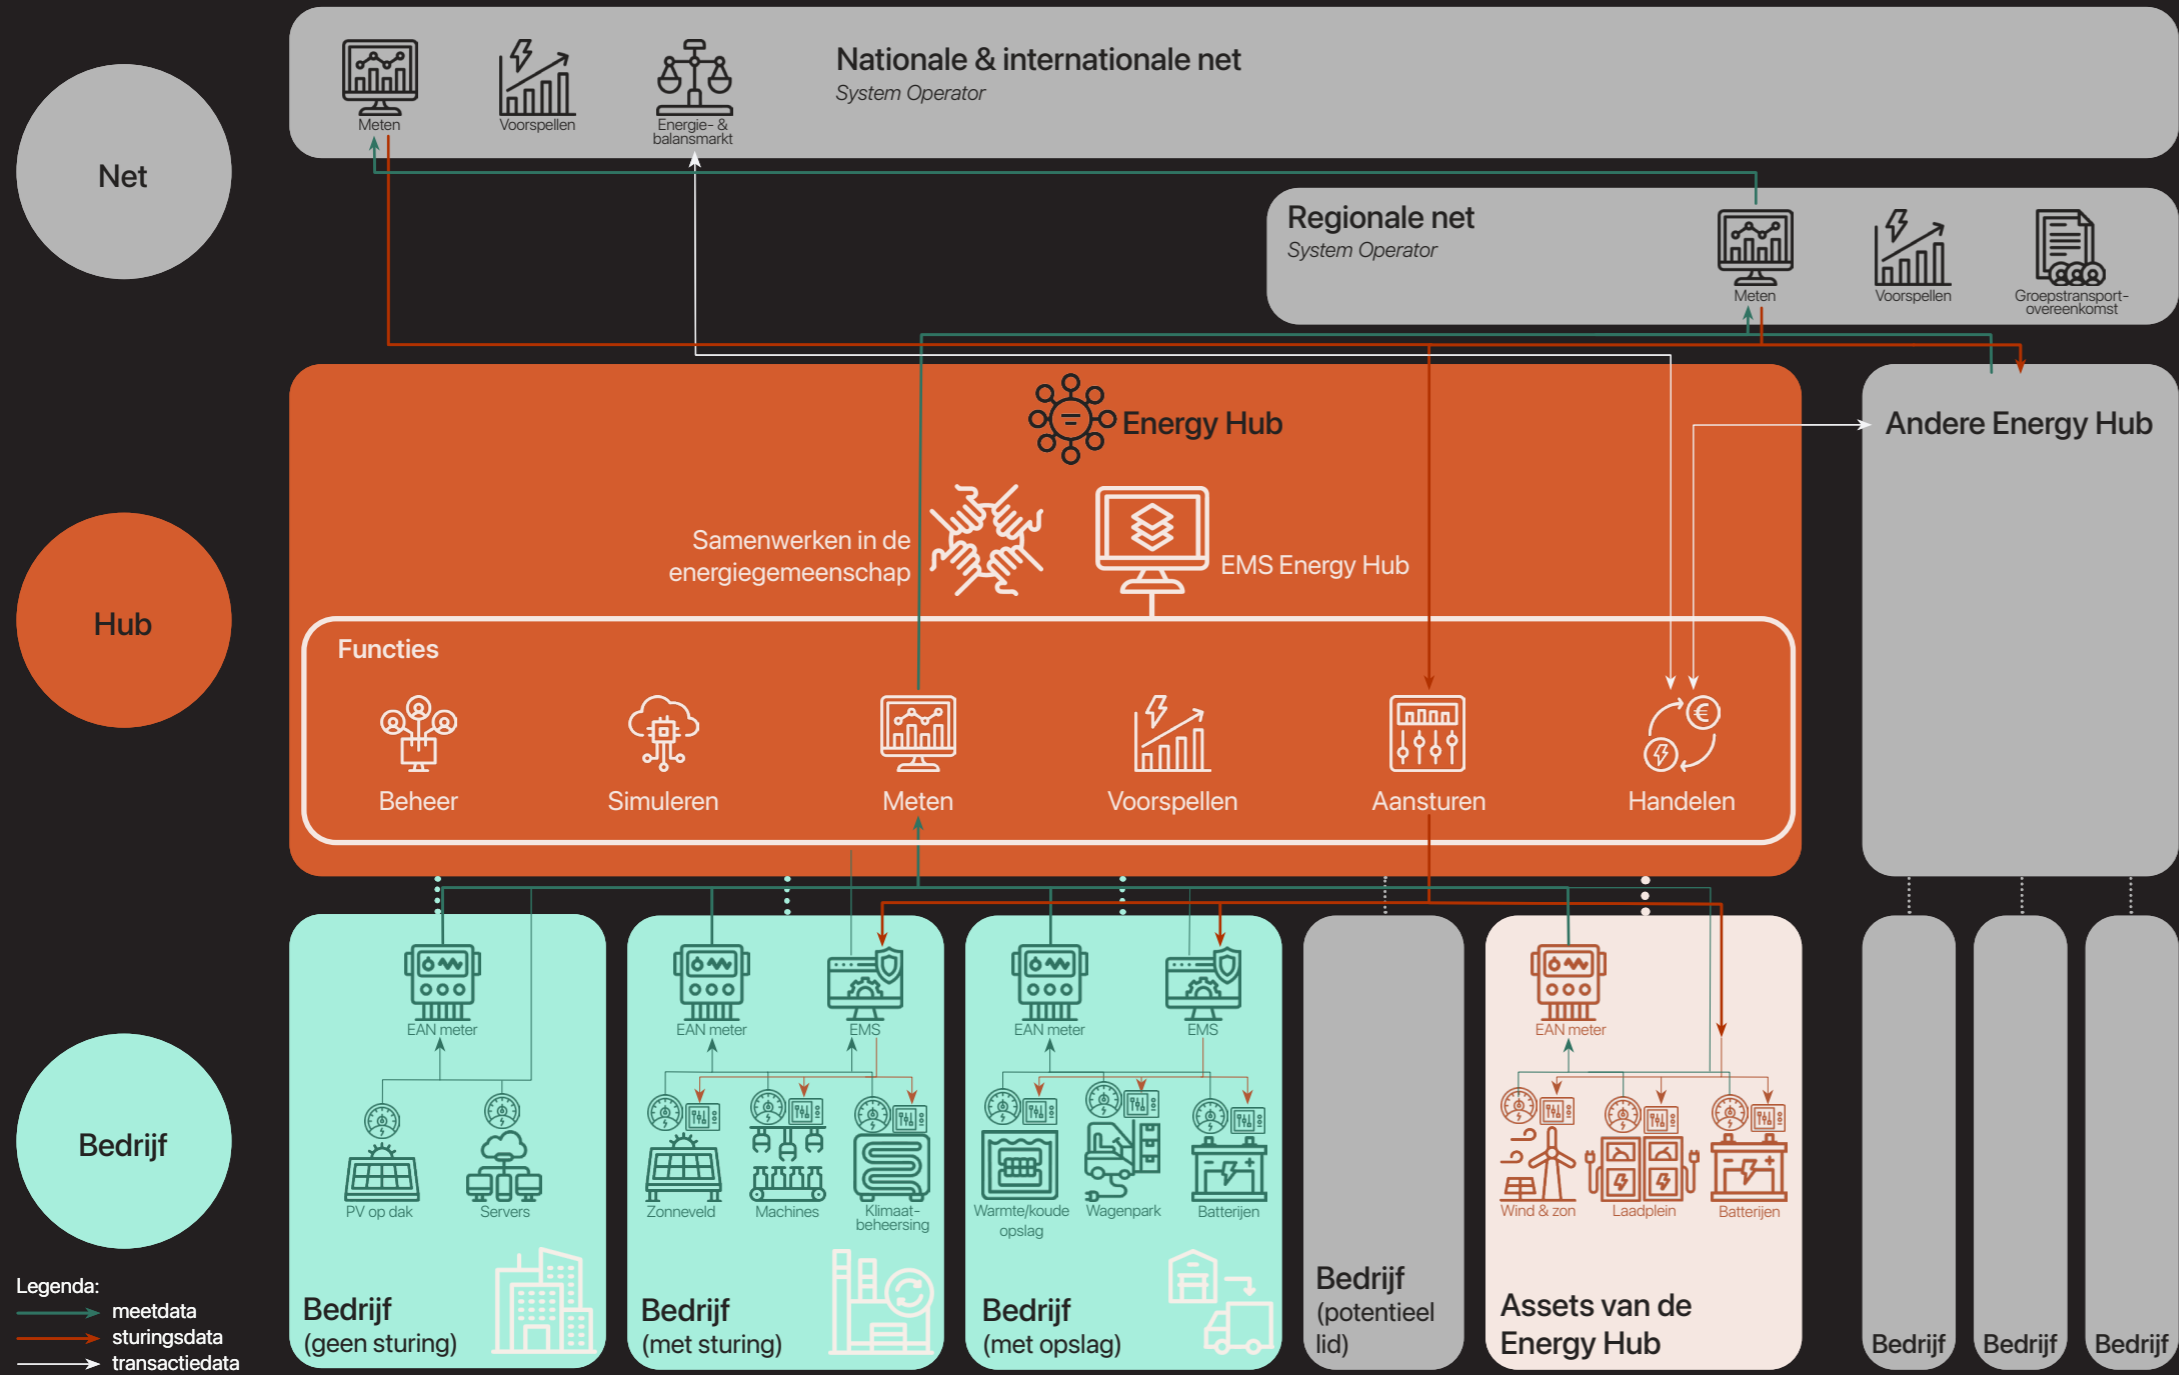 Net
Nationale & internationale net
System Operator
Meten
Voorspellen
Energie- &
balansmarkt
Regionale net
System Operator
Meten
Voorspellen
Groepstransport-
overeenkomst
Hub
Energy Hub
Samenwerken in de
energiegemeenschap
EMS Energy Hub
Functies
Beheer
Simuleren
Meten
Voorspellen
Aansturen
€
Handelen
Andere Energy Hub
Bedrijf
EAN meter
PV op dak
Servers
Bedrijf
(geen sturing)
EAN meter
EMS
Zonneveld
Machines
Klimaat-
beheersing
Bedrijf
(met sturing)
EAN meter
EMS
Warmte/koude
opslag
Wagenpark
Batterijen
Bedrijf
(met opslag)
Bedrijf
(potentieel
lid)
EAN meter
Wind & zon
Laadplein
Batterijen
Assets van de
Energy Hub
Bedrijf
Bedrijf
Bedrijf
Legenda:
meetdata
sturingsdata
transactiedata